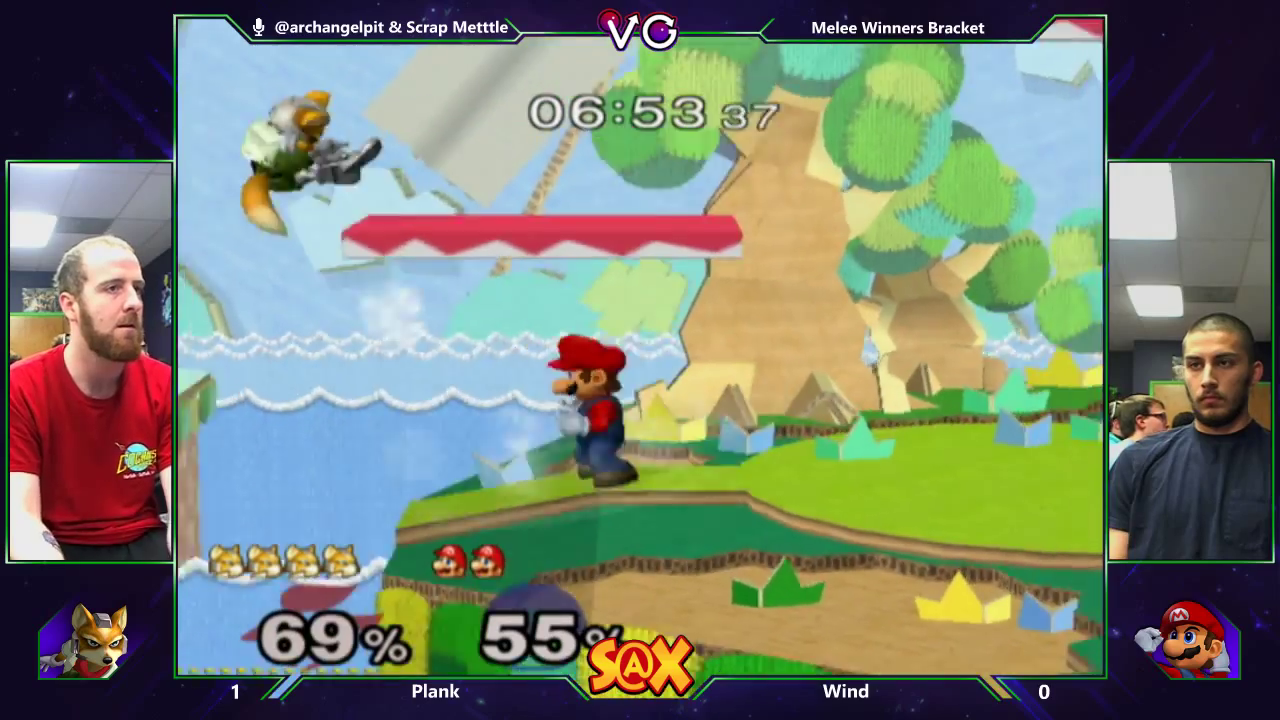 @archangelpit & Scrap Metttle
VG
Melee Winners Bracket
06:53 37
69%
55%
S@X
1
Plank
Wind
0